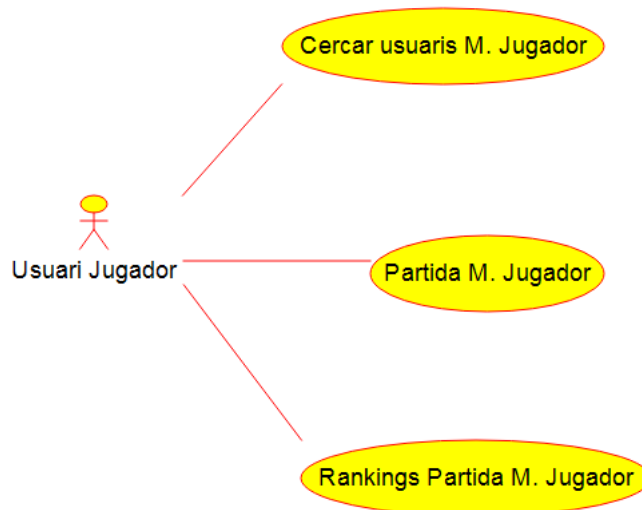 Cercar usuaris M. Jugador
Usuari Jugador
Partida M. Jugador
Rankings Partida M. Jugador